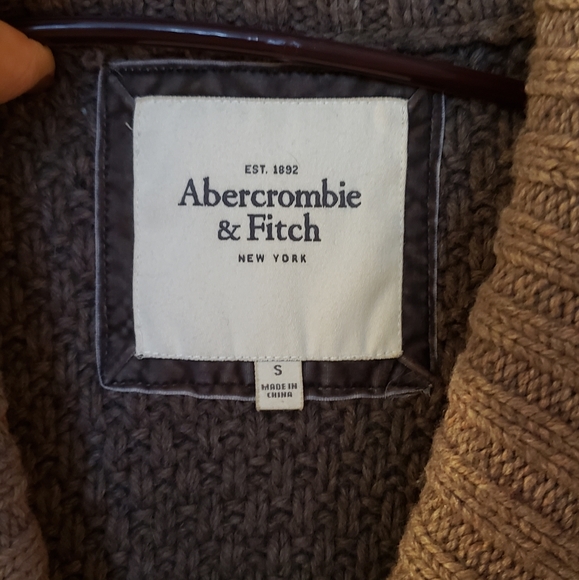 EST. 1892
Abercrombie
& Fitch
NEW YORK
S
MADE IN
CHINA